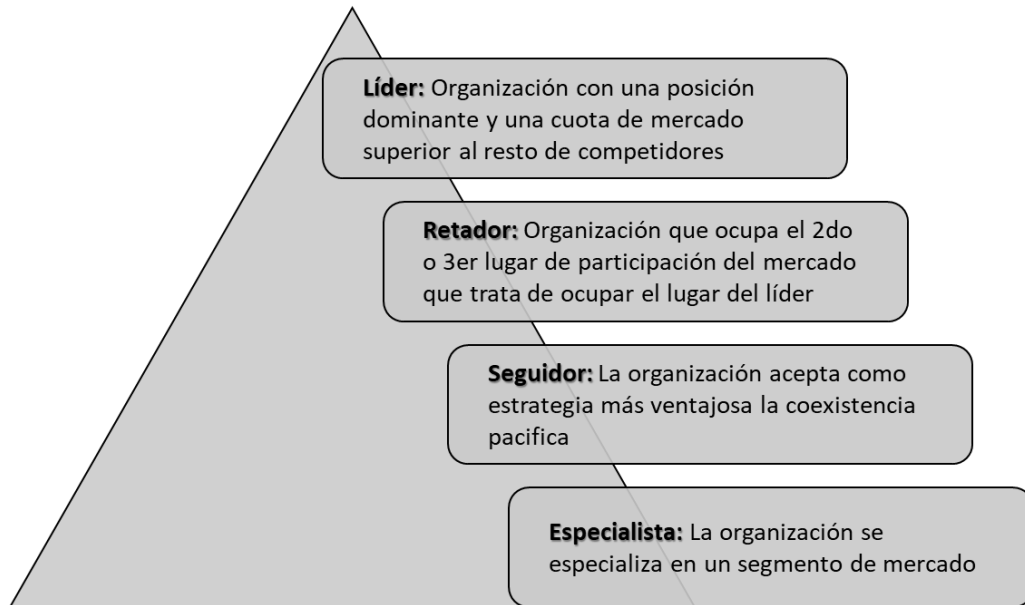 Líder: Organización con una posición
dominante y una cuota de mercado
superior al resto de competidores
Retador: Organización que ocupa el 2do
o 3er lugar de participación del mercado
que trata de ocupar el lugar del líder
Seguidor: La organización acepta como
estrategia más ventajosa la coexistencia
pacifica
Especialista: La organización se
especializa en un segmento de mercado